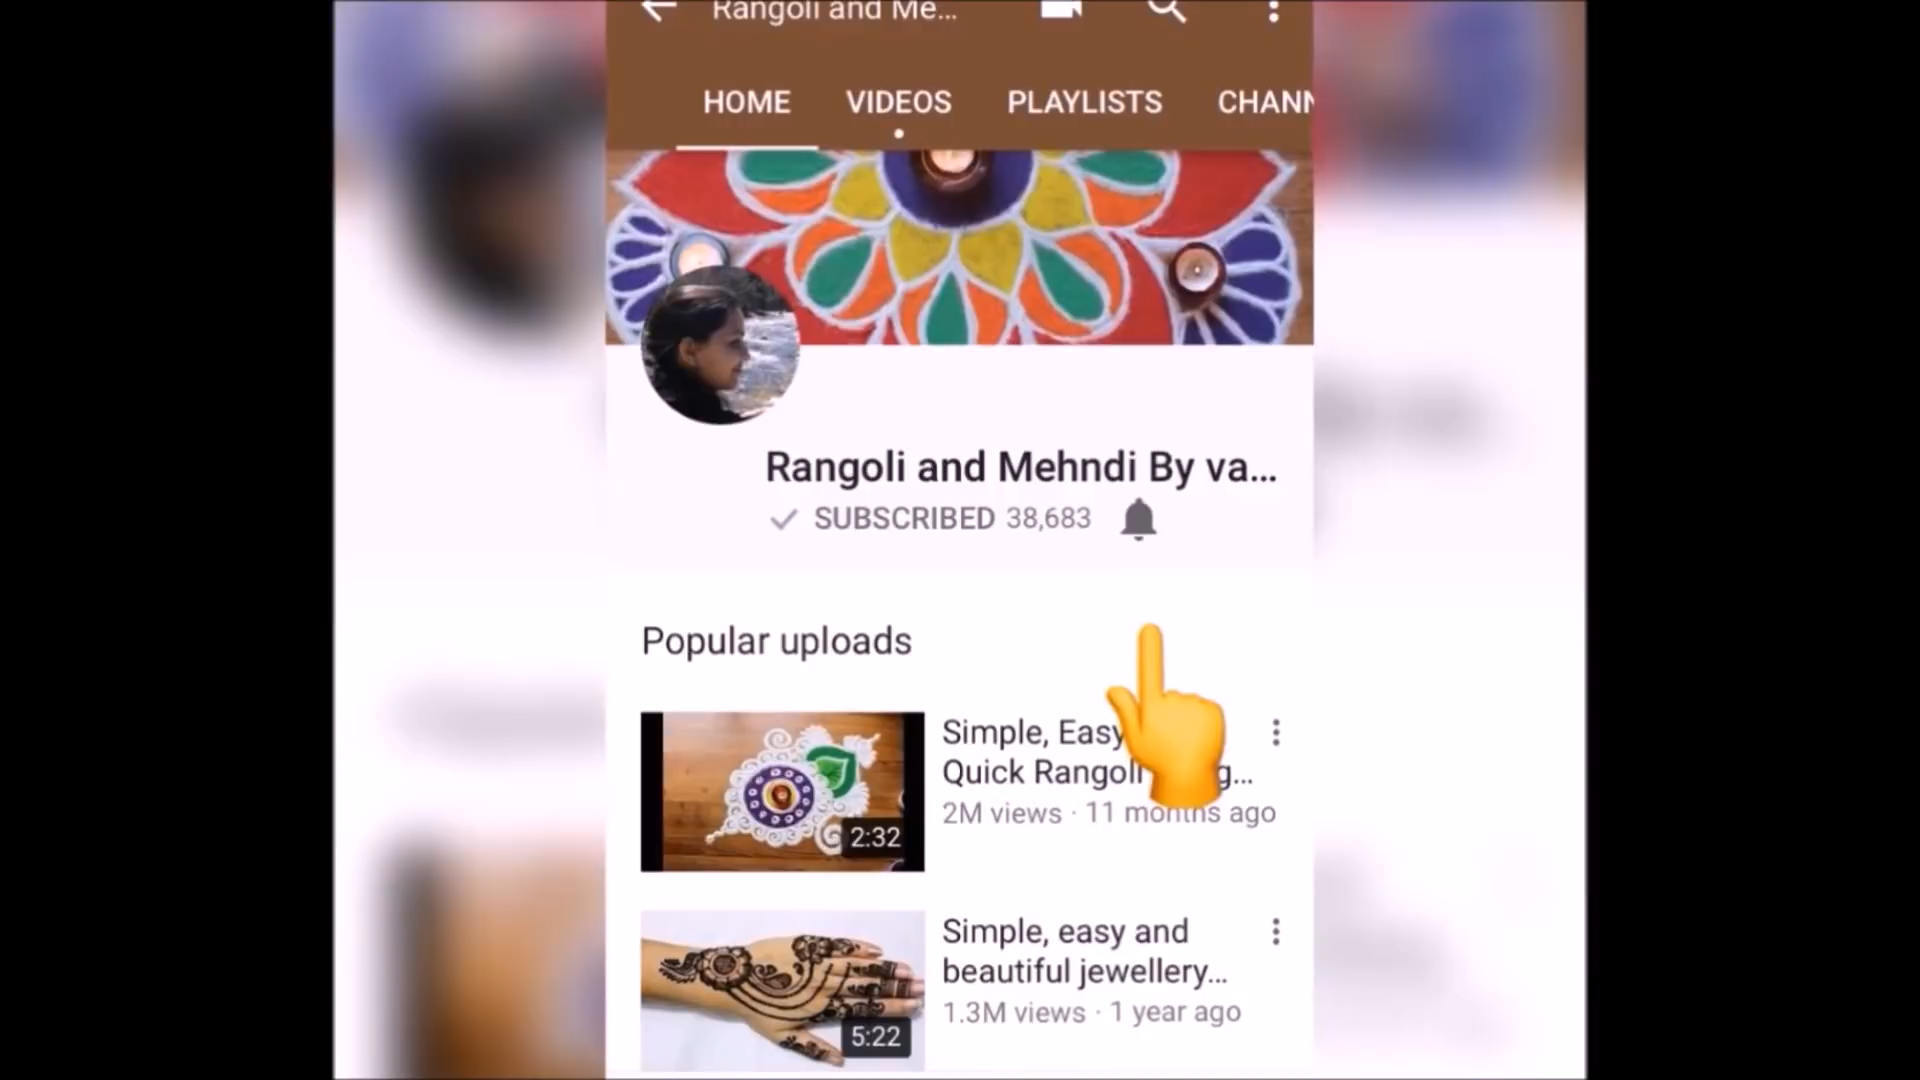 Rangoli and Me...
HOME VIDEOS PLAYLISTS CHANN
Rangoli and Mehndi By va...
SUBSCRIBED 38,683
Popular uploads
Simple, Easy
Quick Rangoli g...
2M views · 11 months ago
2:32
Simple, easy and
beautiful jewellery...
1.3M views · 1 year ago
5:22